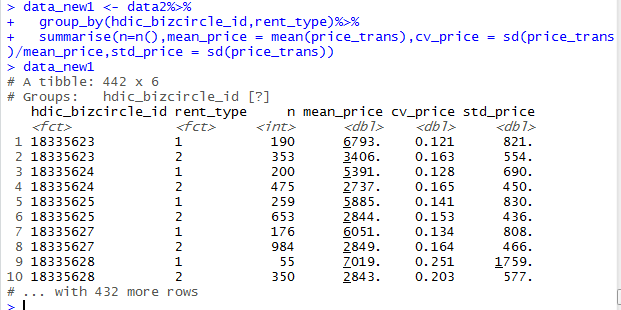 > data_new1 <- data2%>%
+   group_by(hdic_bizcircle_id,rent_type)%>%
+   summarise(n=n(),mean_price = mean(price_trans),cv_price = sd(price_trans
)/mean_price,std_price = sd(price_trans))
> data_new1
# A tibble: 442 x 6
# Groups:   hdic_bizcircle_id [?]
   hdic_bizcircle_id rent_type     n mean_price cv_price std_price
   <fct>             <fct>     <int>      <dbl>    <dbl>     <dbl>
 1 18335623          1           190      6793.    0.121      821.
 2 18335623          2           353      3406.    0.163      554.
 3 18335624          1           200      5391.    0.128      690.
 4 18335624          2           475      2737.    0.165      450.
 5 18335625          1           259      5885.    0.141      830.
 6 18335625          2           653      2844.    0.153      436.
 7 18335627          1           176      6051.    0.134      808.
 8 18335627          2           984      2849.    0.164      466.
 9 18335628          1            55      7019.    0.251     1759.
10 18335628          2           350      2843.    0.203      577.
# ... with 432 more rows
>